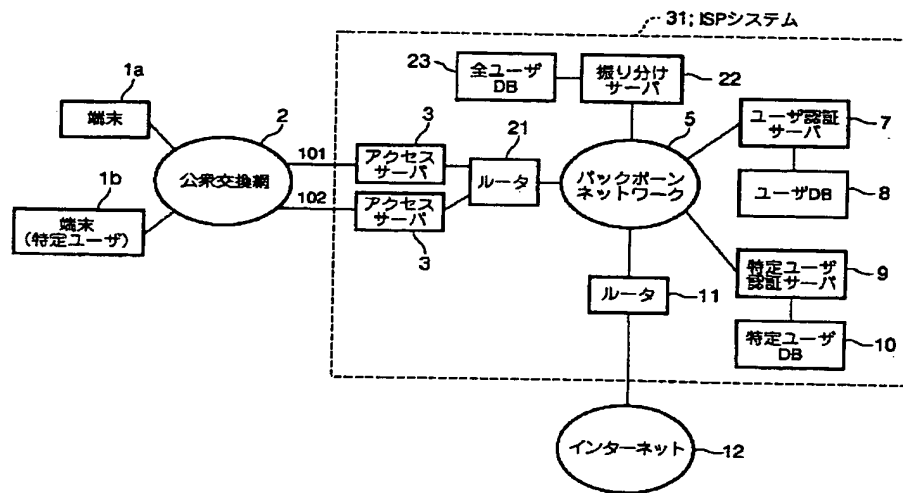 31; ISPシステム
23
全ユーザ
DB
振り分け
サーバ
22
1a
端末
2
公衆交換網
1b
端末
(特定ユーザ)
101
102
3
アクセス
サーバ
アクセス
サーバ
3
21
ルータ
5
バックボーン
ネットワーク
ユーザ認証
サーバ
7
ユーザDB
8
特定ユーザ
認証サーバ
9
特定ユーザ
DB
10
ルータ
11
インターネット
12